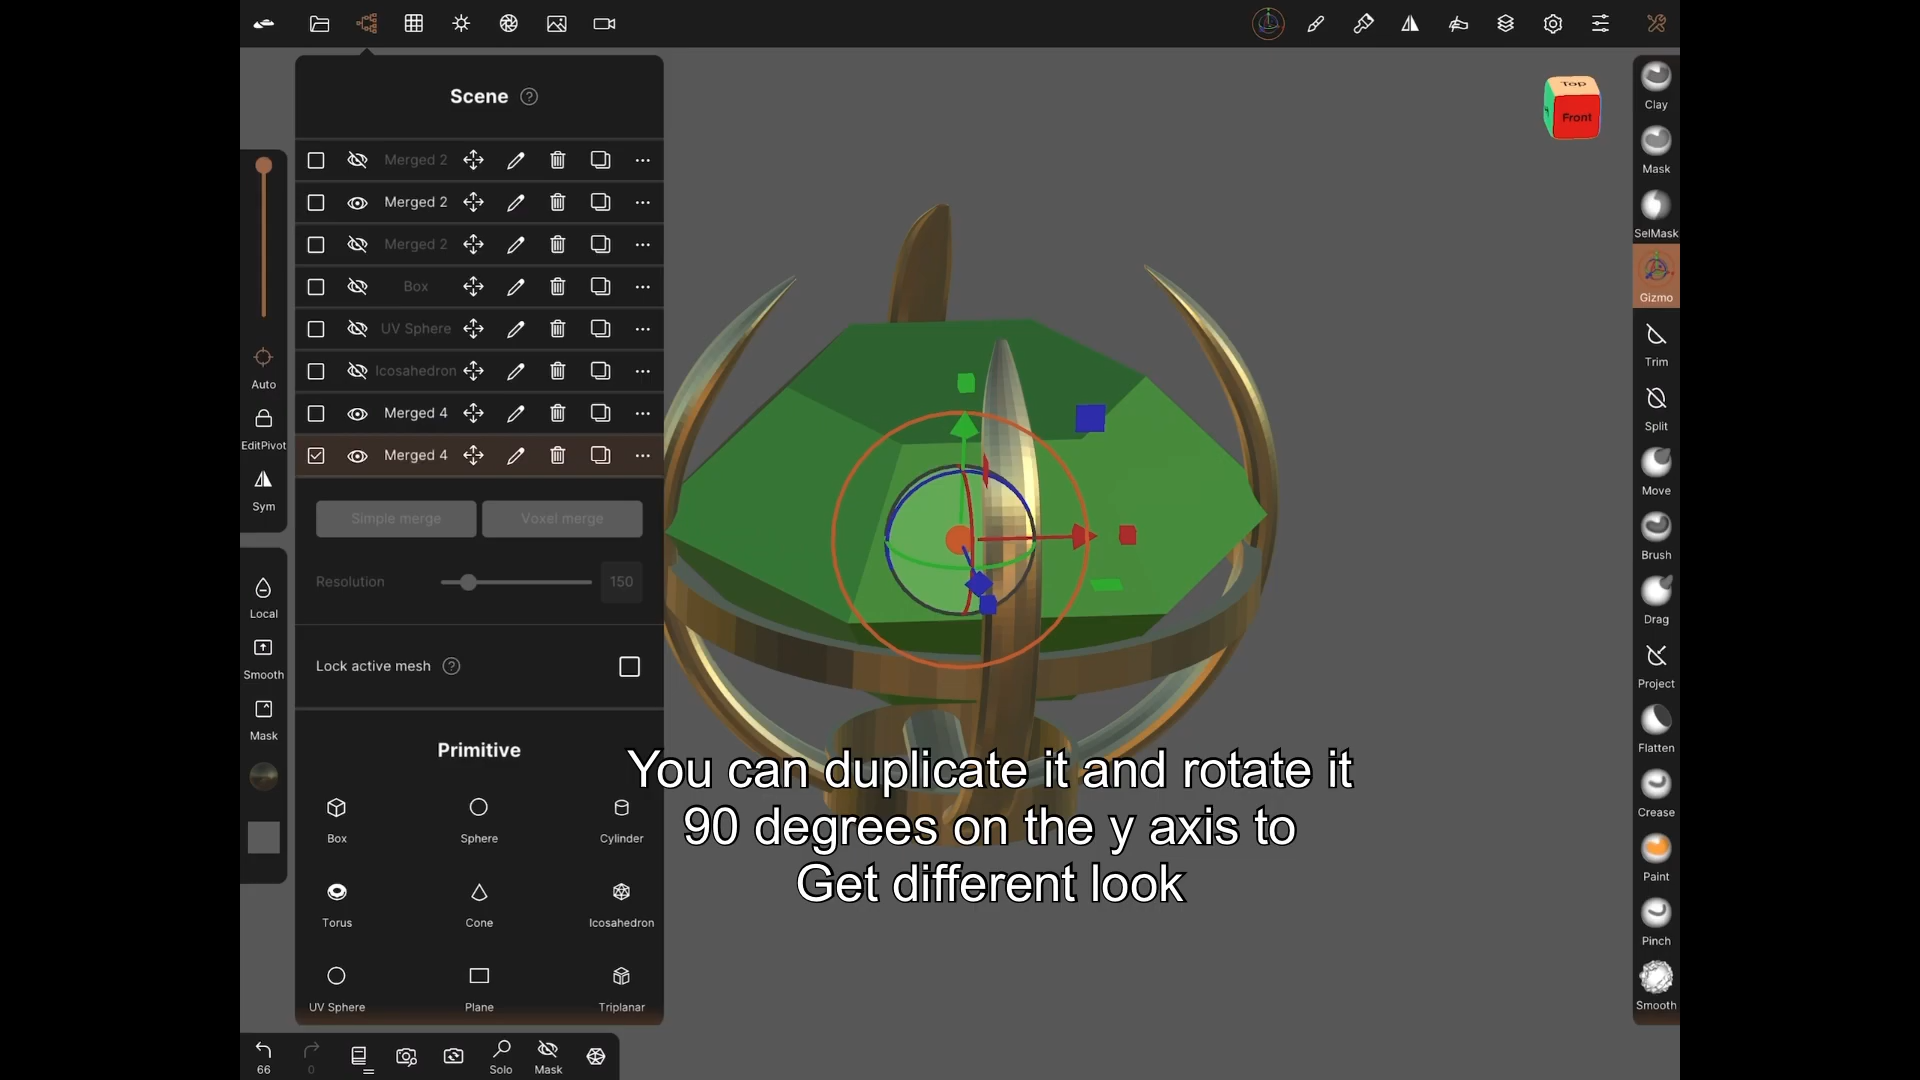 Scene ?
Top
Front
Merged 2
Merged 2
Merged 2
Box
UV Sphere
Icosahedron
Merged 4
Merged 4
Simple merge Voxel merge
Resolution 150
Lock active mesh ?
Primitive
Box Sphere Cylinder
Torus Cone Icosahedron
UV Sphere Plane Triplanar
Auto
EditPivot
Sym
Local
Smooth
Mask
You can duplicate it and rotate it
90 degrees on the y axis to
Get different look
Clay
Mask
SelMask
Gizmo
Trim
Split
Move
Brush
Drag
Project
Flatten
Crease
Paint
Pinch
Smooth
66 0 Solo Mask